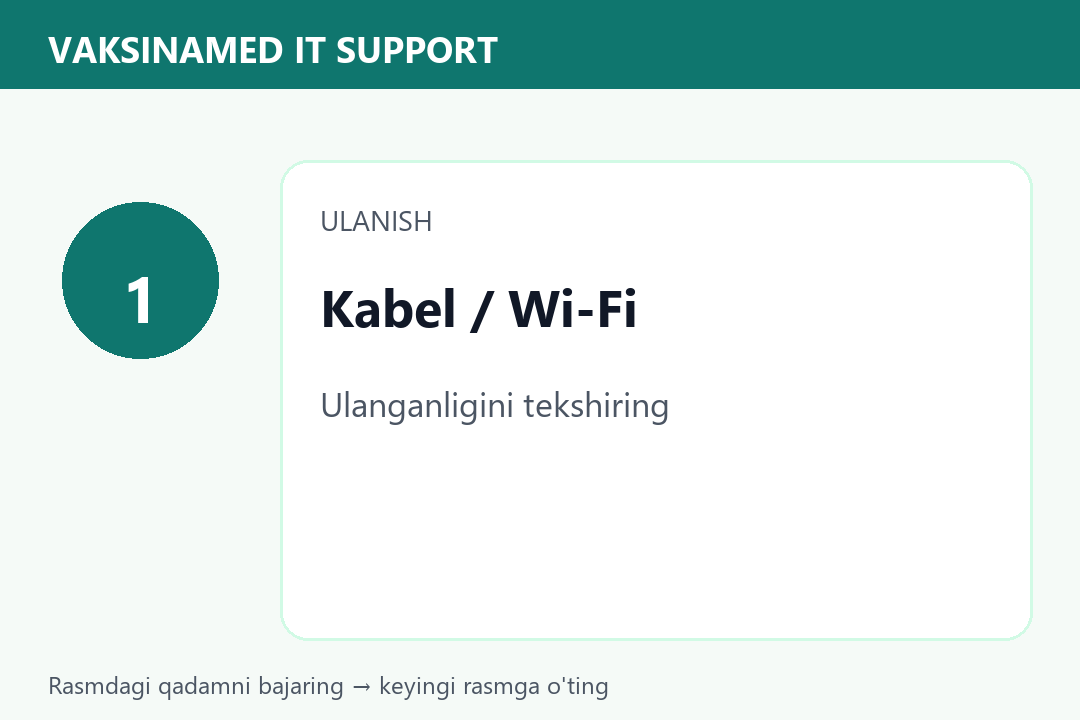 VAKSINAMED IT SUPPORT
1
ULANISH
Kabel / Wi-Fi
Ulanganligini tekshiring
Rasmdagi qadamni bajaring → keyingi rasmga o'ting